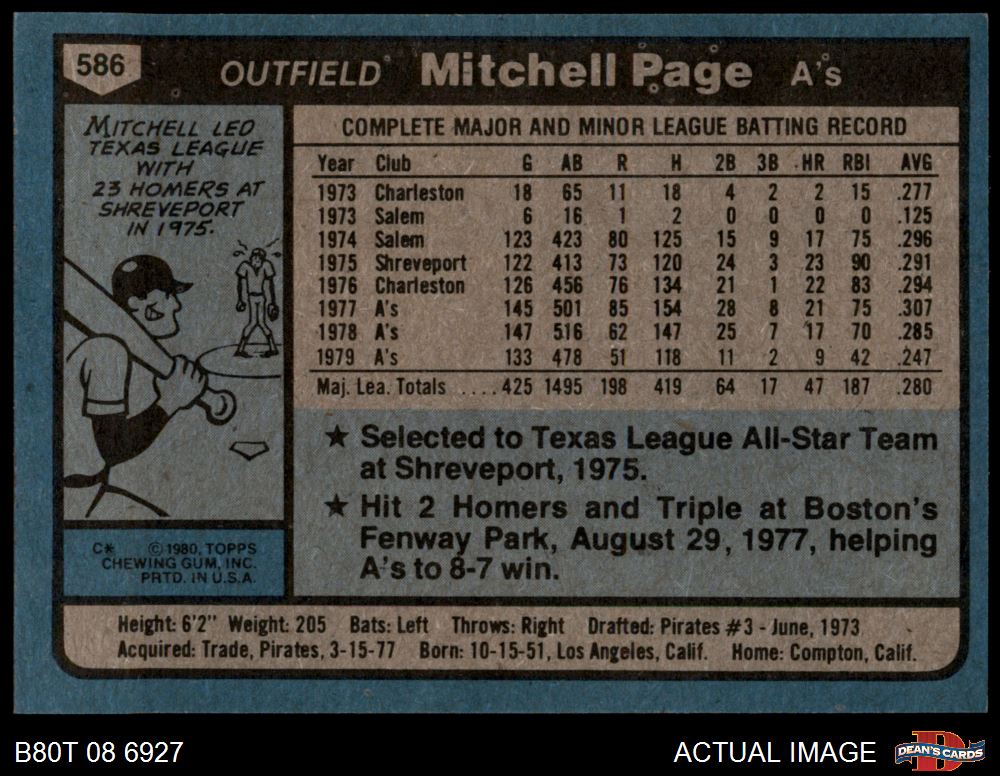 586
OUTFIELD Mitchell Page A's
MITCHELL LED
TEXAS LEAGUE
WITH
23 HOMERS AT
SHREVEPORT
IN 1975.
COMPLETE MAJOR AND MINOR LEAGUE BATTING RECORD
Year Club G AB R H 2B 3B HR RBI AVG
1973 Charleston 18 65 11 18 4 2 2 15 .277
1973 Salem 6 16 1 2 0 0 0 0 .125
1974 Salem 123 423 80 125 15 9 17 75 .296
1975 Shreveport 122 413 73 120 24 3 23 90 .291
1976 Charleston 126 456 76 134 21 1 22 83 .294
1977 A's 145 501 85 154 28 8 21 75 .307
1978 A's 147 516 62 147 25 7 17 70 .285
1979 A's 133 478 51 118 11 2 9 42 .247
Maj. Lea. Totals ....425 1495 198 419 64 17 47 187 .280
★ Selected to Texas League All-Star Team
at Shreveport, 1975.
★ Hit 2 Homers and Triple at Boston's
Fenway Park, August 29, 1977, helping
A's to 8-7 win.
C* © 1980, TOPPS
CHEWING GUM, INC.
PRTD. IN U.S.A.
Height: 6'2" Weight: 205 Bats: Left Throws: Right Drafted: Pirates #3 - June, 1973
Acquired: Trade, Pirates, 3-15-77 Born: 10-15-51, Los Angeles, Calif. Home: Compton, Calif.
B80T 08 6927
ACTUAL IMAGE
DEAN'S CARDS